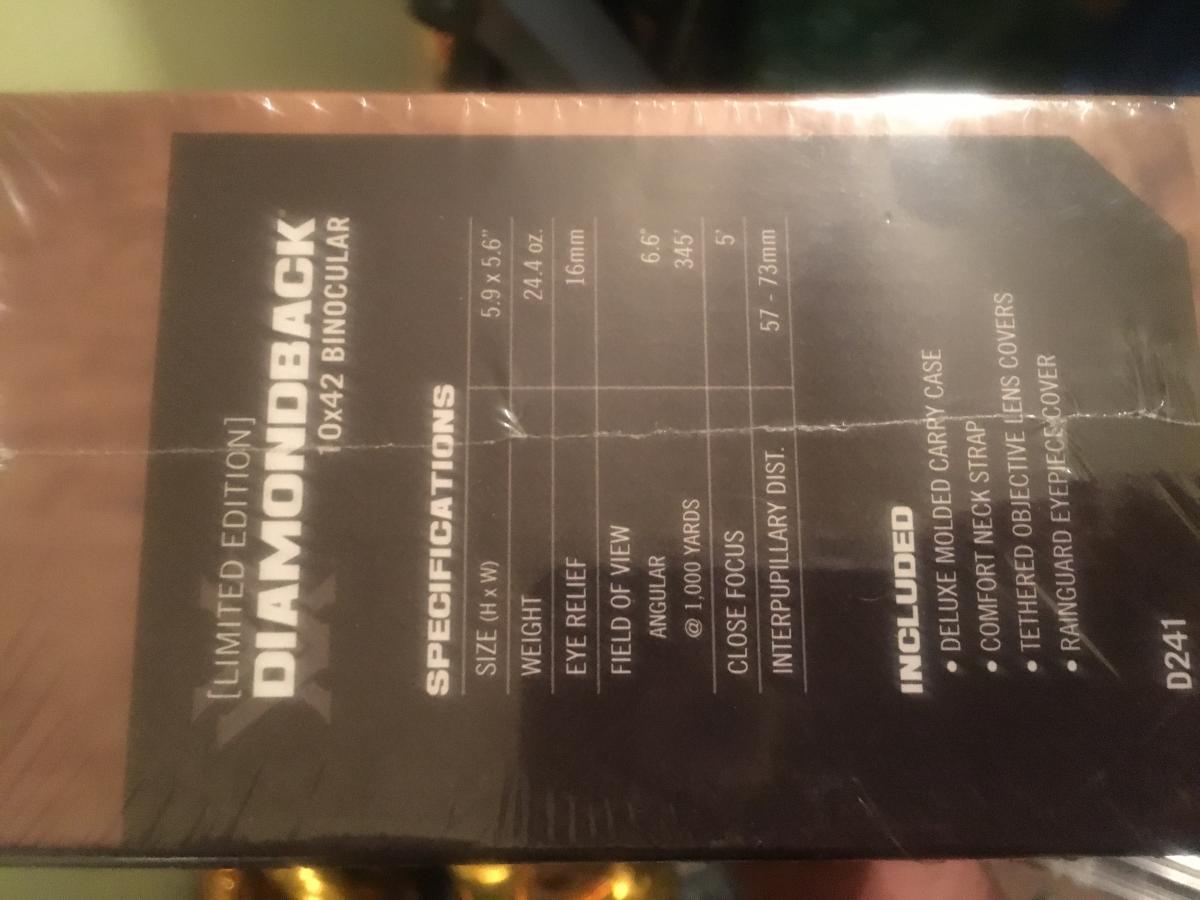 [LIMITED EDITION]
DIAMONDBACK
10x42 BINOCULAR
SPECIFICATIONS
SIZE (H x W) 5.9 x 5.6"
WEIGHT 24.4 oz.
EYE RELIEF 16mm
FIELD OF VIEW
ANGULAR 6.6°
@ 1,000 YARDS 345'
CLOSE FOCUS 5'
INTERPUPILLARY DIST. 57 - 73mm
INCLUDED
• DELUXE MOLDED CARRY CASE
• COMFORT NECK STRAP
• TETHERED OBJECTIVE LENS COVERS
• RAINGUARD EYEPIECE COVER
D241